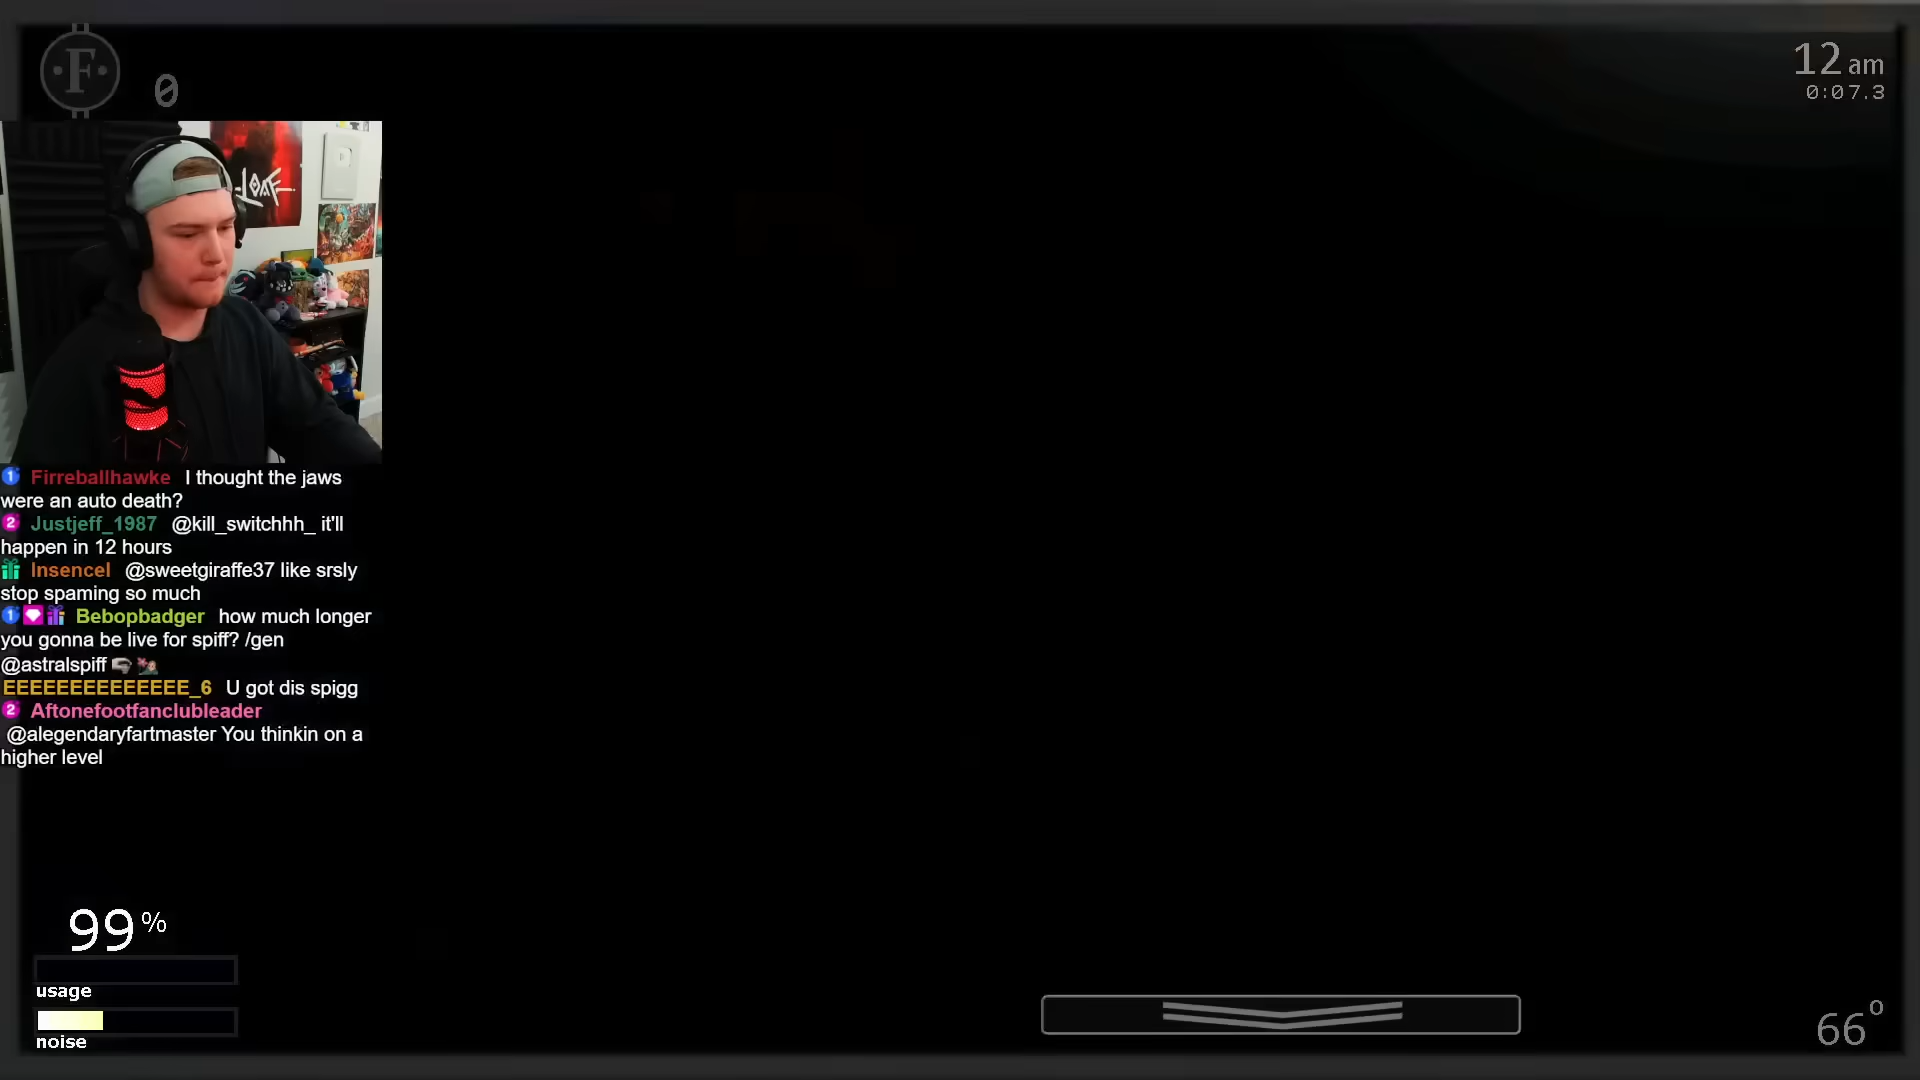 F
0
12 am
0:07.3
LOAF
Firreballhawke I thought the jaws
were an auto death?
Justjeff_1987 @kill_switchhh_ it'll
happen in 12 hours
Insencel @sweetgiraffe37 like srsly
stop spaming so much
Bebopbadger how much longer
you gonna be live for spiff? /gen
@astralspiff
EEEEEEEEEEEEEE_6 U got dis spigg
Aftonefootfanclubleader
@alegendaryfartmaster You thinkin on a
higher level
99%
usage
noise
66°